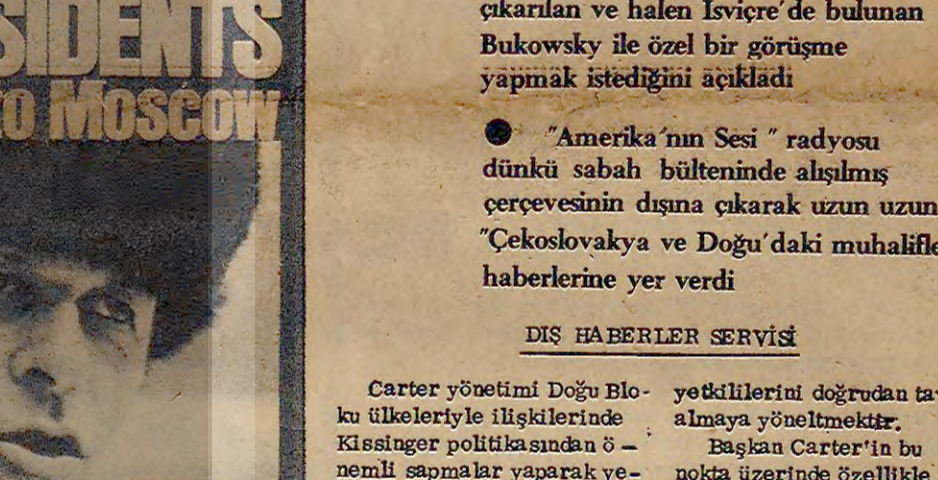 SIDENTS
TO MOSCOW
çıkarılan ve halen İsviçre'de bulunan
Bukowsky ile özel bir görüşme
yapmak istediğini açıkladı
● "Amerika'nın Sesi " radyosu
dünkü sabah bülteninde alışılmış
çerçevesinin dışına çıkarak uzun uzun
"Çekoslovakya ve Doğu'daki muhalifle
haberlerine yer verdi
DIŞ HABERLER SERVİSİ
Carter yönetimi Doğu Blo-
ku ülkeleriyle ilişkilerinde
Kissinger politikasından ö –
nemli sapmalar yaparak ye-
yetkililerini doğrudan ta-
almaya yöneltmektir.
Başkan Carter'in bu
nokta üzerinde özellikle